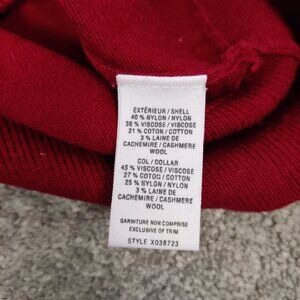 EXTÉRIEUR / SHELL
40 % NYLON / NYLON
36 % VISCOSE / VISCOSE
21 % COTON / COTTON
3 % LAINE DE
CACHEMIRE / CASHMERE
WOOL
COL / COLLAR
45 % VISCOSE / VISCOSE
27 % COTON / COTTON
25 % NYLON / NYLON
3 % LAINE DE
CACHEMIRE / CASHMERE
WOOL
GARNITURE NON COMPRISE
EXCLUSIVE OF TRIM
STYLE X038723